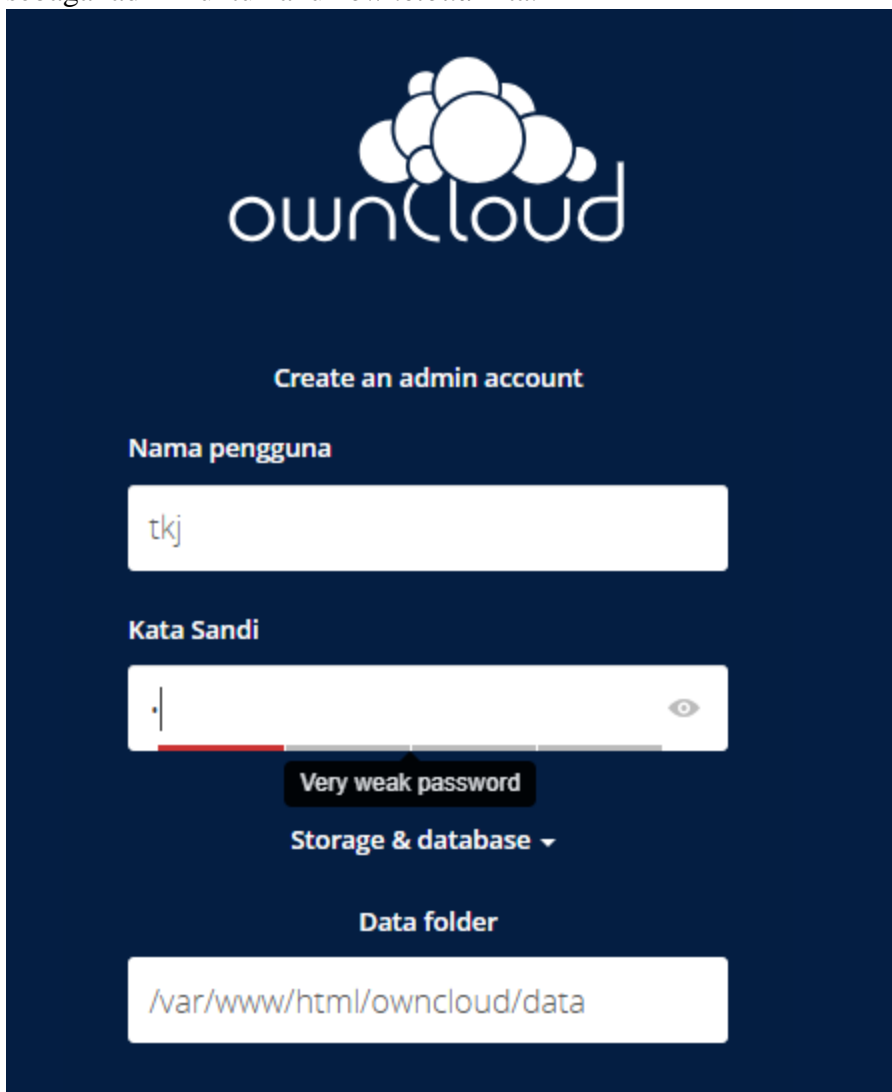 ownCloud
Create an admin account
Nama pengguna
tkj
Kata Sandi
Very weak password
Storage & database
Data folder
/var/www/html/owncloud/data